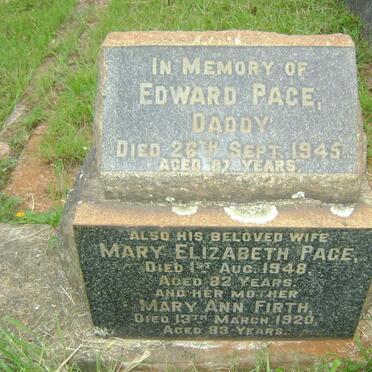 IN MEMORY OF
EDWARD PAGE,
DADDY
DIED 26TH SEPT. 1945.
AGED 87 YEARS
ALSO HIS BELOVED WIFE
MARY ELIZABETH PAGE,
DIED 1ST AUG. 1948,
AGED 82 YEARS,
AND HER MOTHER
MARY ANN FIRTH,
DIED 13TH MARCH 1920,
AGED 83 YEARS.